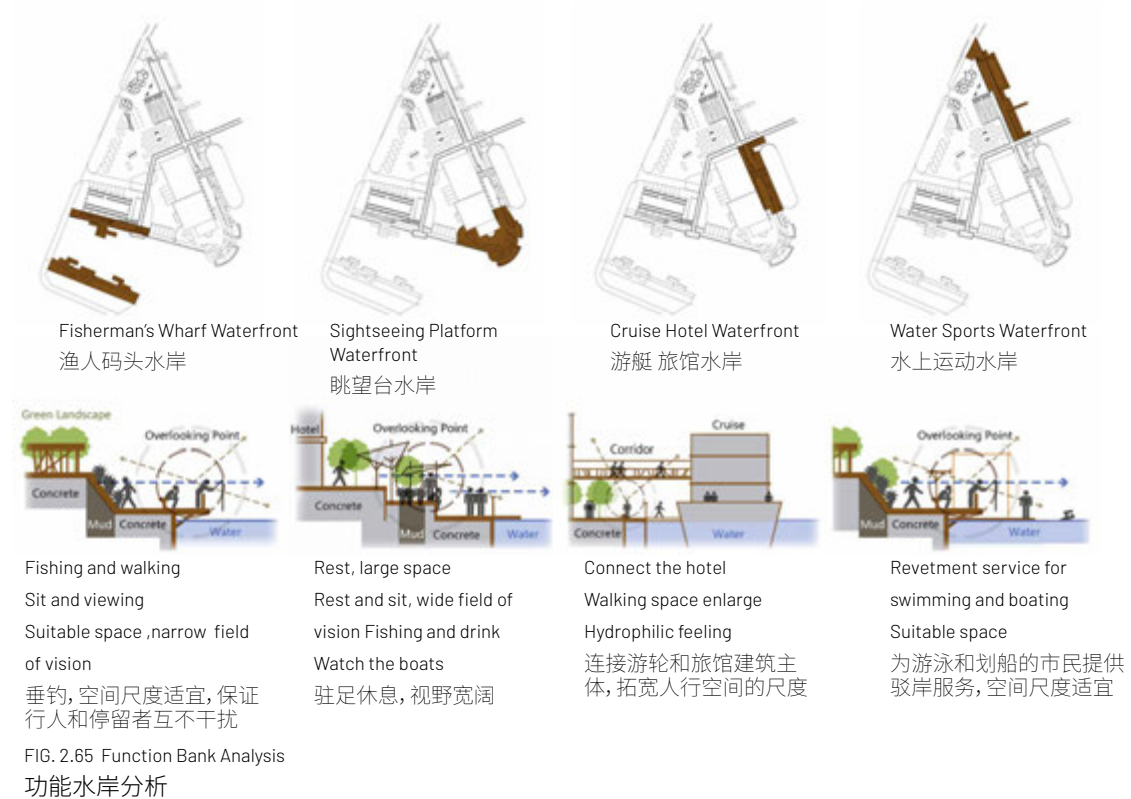 Fisherman's Wharf Waterfront
渔人码头水岸
Sightseeing Platform
Waterfront
眺望台水岸
Cruise Hotel Waterfront
游艇 旅馆水岸
Water Sports Waterfront
水上运动水岸
Green Landscape
Overlooking Point
Concrete
Mud
Concrete
Water
Hotel
Overlooking Point
Concrete
Mud
Concrete
Water
Cruise
Corridor
Concrete
Water
Overlooking Point
Mud
Concrete
Water
Fishing and walking
Sit and viewing
Suitable space ,narrow field
of vision
垂钓, 空间尺度适宜, 保证
行人和停留者互不干扰
Rest, large space
Rest and sit, wide field of
vision Fishing and drink
Watch the boats
驻足休息, 视野宽阔
Connect the hotel
Walking space enlarge
Hydrophilic feeling
连接游轮和旅馆建筑主
体, 拓宽人行空间的尺度
Revetment service for
swimming and boating
Suitable space
为游泳和划船的市民提供
驳岸服务, 空间尺度适宜
FIG. 2.65 Function Bank Analysis
功能水岸分析